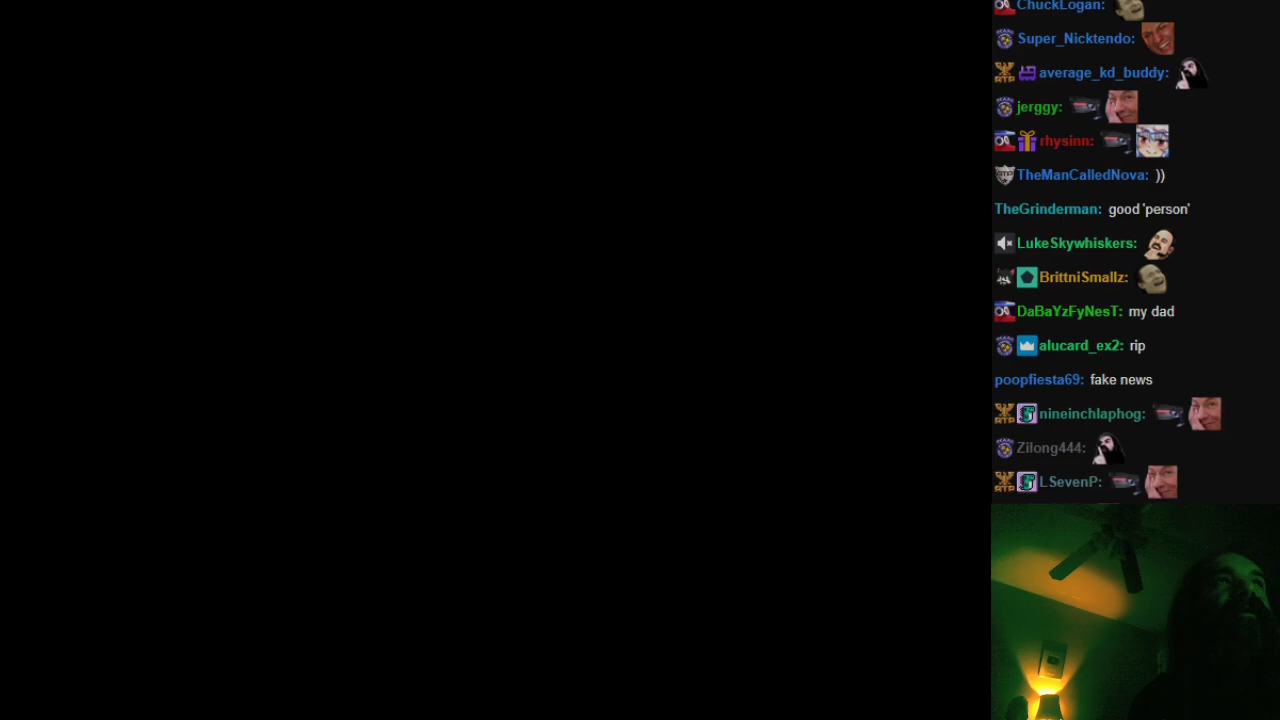 ChuckLogan:
Super_Nicktendo:
average_kd_buddy:
jerggy:
rhysinn:
TheManCalledNova: ))
TheGrinderman: good 'person'
LukeSkywhiskers:
BrittniSmallz:
DaBaYzFyNesT: my dad
alucard_ex2: rip
poopfiesta69: fake news
nineinchlaphog:
Zilong444:
LSevenP: